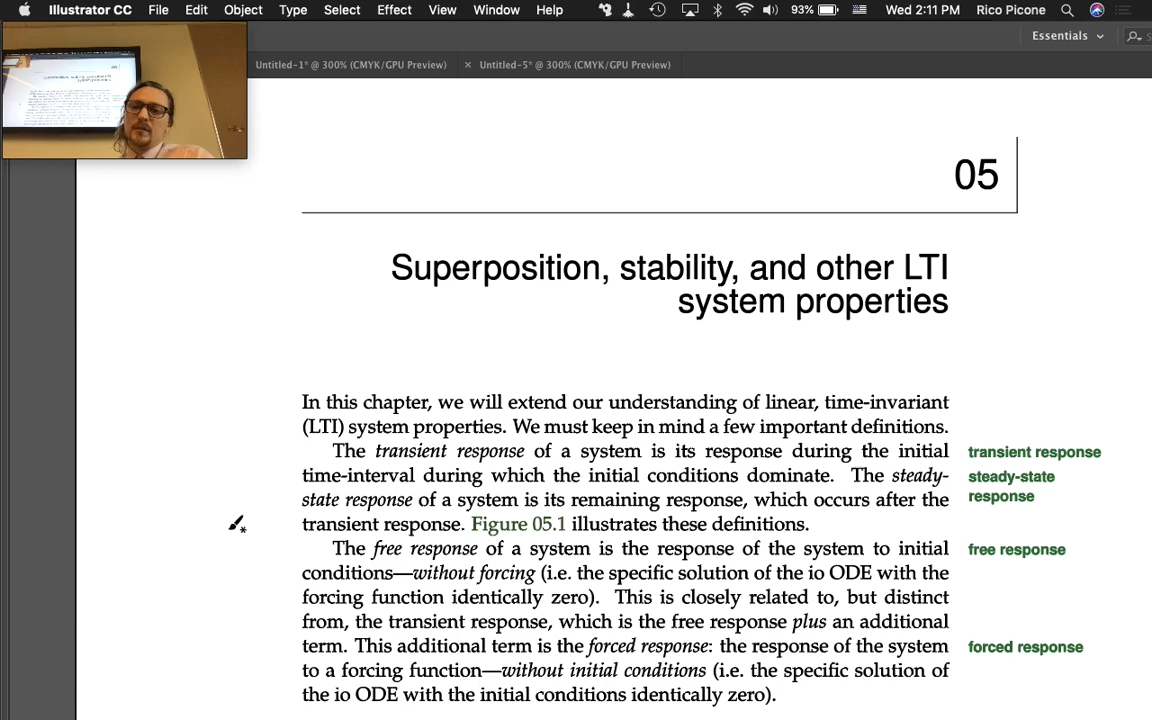 Illustrator CC File Edit Object Type Select Effect View Window Help 93% Wed 2:11 PM Rico Picone
Essentials
Untitled-1* @ 300% (CMYK/GPU Preview) × Untitled-5* @ 300% (CMYK/GPU Preview)
05
Superposition, stability, and other LTI
system properties
In this chapter, we will extend our understanding of linear, time-invariant
(LTI) system properties. We must keep in mind a few important definitions.
The transient response of a system is its response during the initial
transient response
time-interval during which the initial conditions dominate. The steady-
steady-state
state response of a system is its remaining response, which occurs after the
response
transient response. Figure 05.1 illustrates these definitions.
The free response of a system is the response of the system to initial
free response
conditions—without forcing (i.e. the specific solution of the io ODE with the
forcing function identically zero). This is closely related to, but distinct
from, the transient response, which is the free response plus an additional
term. This additional term is the forced response: the response of the system
forced response
to a forcing function—without initial conditions (i.e. the specific solution of
the io ODE with the initial conditions identically zero).